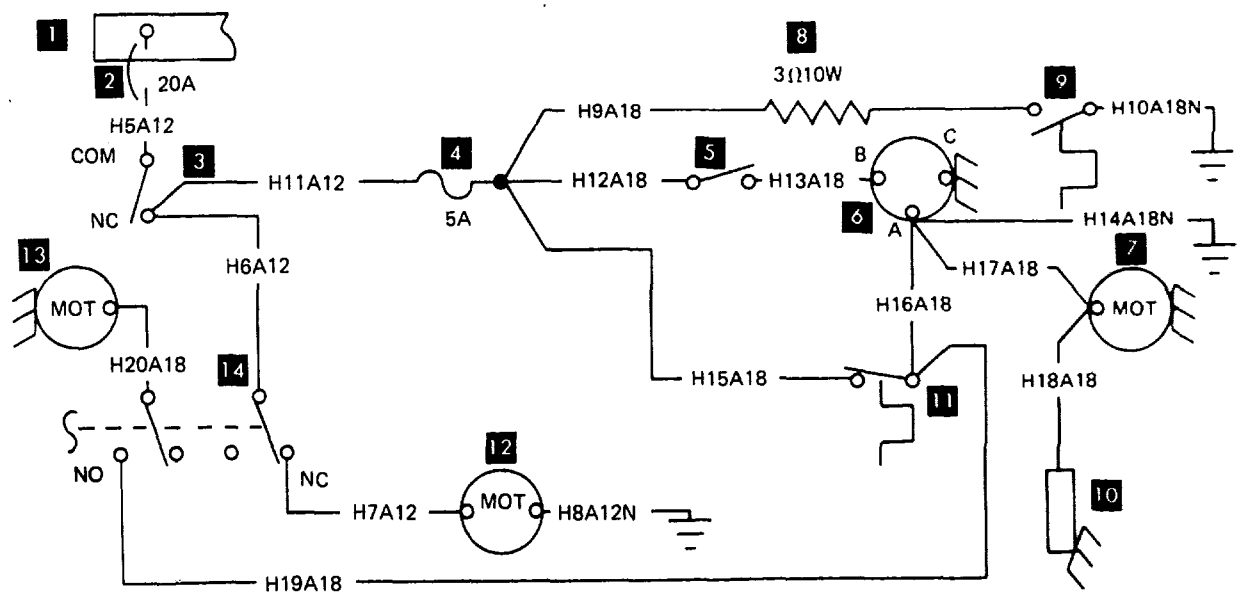 1
8
2
20A
3Ω10W
9
H9A18
H10A18N
H5A12
COM
3
4
5
B
C
H11A12
H12A18
H13A18
NC
5A
6
A
H14A18N
13
H6A12
H17A18
7
MOT
H16A18
MOT
H20A18
14
H15A18
11
H18A18
NO
NC
12
MOT
10
H7A12
H8A12N
H19A18